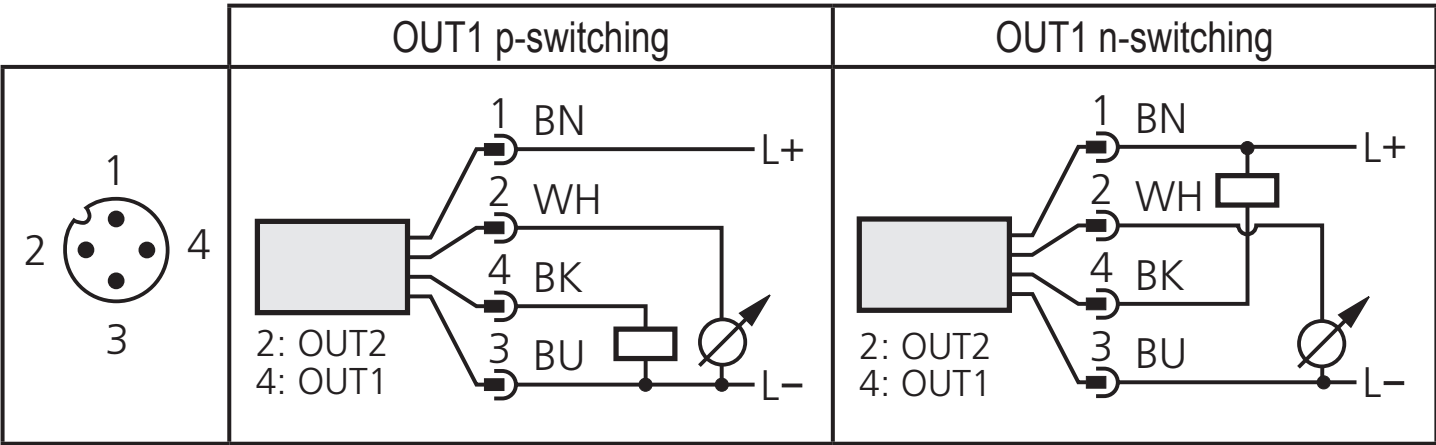 OUT1 p-switching
OUT1 n-switching
1
2
4
3
1 BN
L+
2 WH
4 BK
3 BU
L–
2: OUT2
4: OUT1
1 BN
L+
2 WH
4 BK
3 BU
L–
2: OUT2
4: OUT1